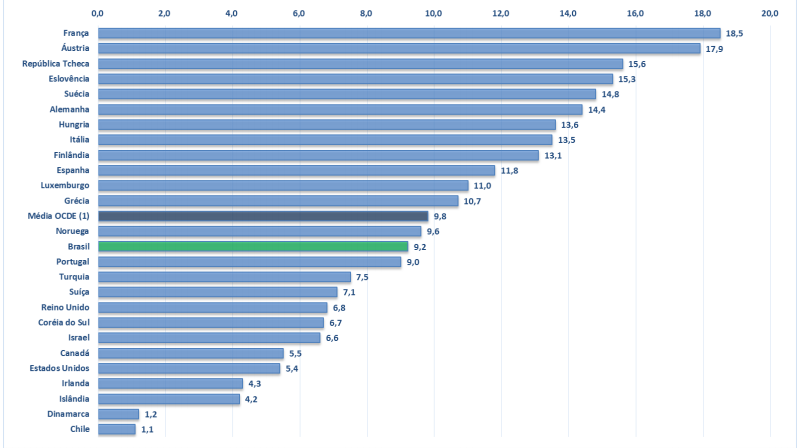 0,0 2,0 4,0 6,0 8,0 10,0 12,0 14,0 16,0 18,0 20,0
França 18,5
Áustria 17,9
República Tcheca 15,6
Eslovência 15,3
Suécia 14,8
Alemanha 14,4
Hungria 13,6
Itália 13,5
Finlândia 13,1
Espanha 11,8
Luxemburgo 11,0
Grécia 10,7
Média OCDE (1) 9,8
Noruega 9,6
Brasil 9,2
Portugal 9,0
Turquia 7,5
Suíça 7,1
Reino Unido 6,8
Coréia do Sul 6,7
Israel 6,6
Canadá 5,5
Estados Unidos 5,4
Irlanda 4,3
Islândia 4,2
Dinamarca 1,2
Chile 1,1